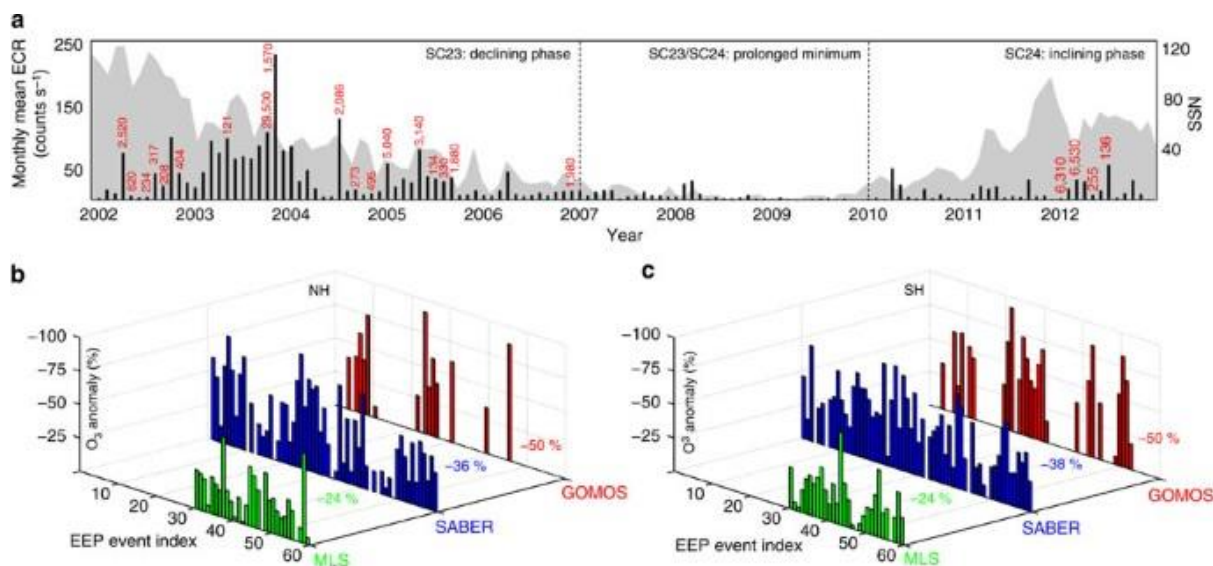 a
250
150
50
Monthly mean ECR
(counts s⁻¹)
SC23: declining phase
SC23/SC24: prolonged minimum
SC24: inclining phase
120
80
40
SSN
2,520
620
234
317
208
404
121
29,500
1,570
2,086
273
495
5,040
3,140
134
330
1,880
1,980
6,310
6,530
255
136
2002 2003 2004 2005 2006 2007 2008 2009 2010 2011 2012
Year
b
NH
−100
−75
−50
−25
O₃ anomaly (%)
−50 %
−36 %
−24 %
GOMOS
SABER
MLS
10
20
30
40
50
60
EEP event index
c
SH
−100
−75
−50
−25
O³ anomaly (%)
−50 %
−38 %
−24 %
GOMOS
SABER
MLS
10
20
30
40
50
60
EEP event index